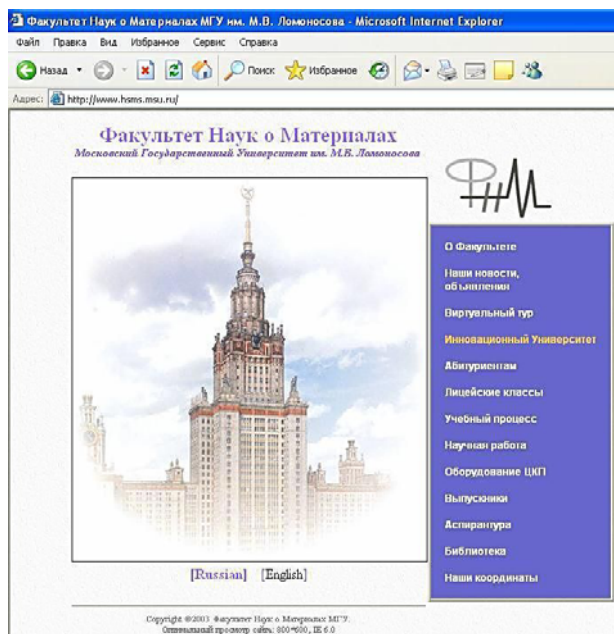 Факультет Наук о Материалах МГУ им. М.В. Ломоносова - Microsoft Internet Explorer
Файл Правка Вид Избранное Сервис Справка
Назад Поиск Избранное
Адрес: http://www.hsms.msu.ru/
Факультет Наук о Материалах
Московский Государственный Университет им. М.В. Ломоносова
ФНМ
О Факультете
Наши новости,
объявления
Виртуальный тур
Инновационный Университет
Абитуриентам
Лицейские классы
Учебный процесс
Научная работа
Оборудование ЦКП
Выпускники
Аспирантура
Библиотека
Наши координаты
[Russian] [English]
Copyright ©2003 Факультет Наук о Материалах МГУ.
Оптимальный просмотр сайта: 800*600, IE 6.0